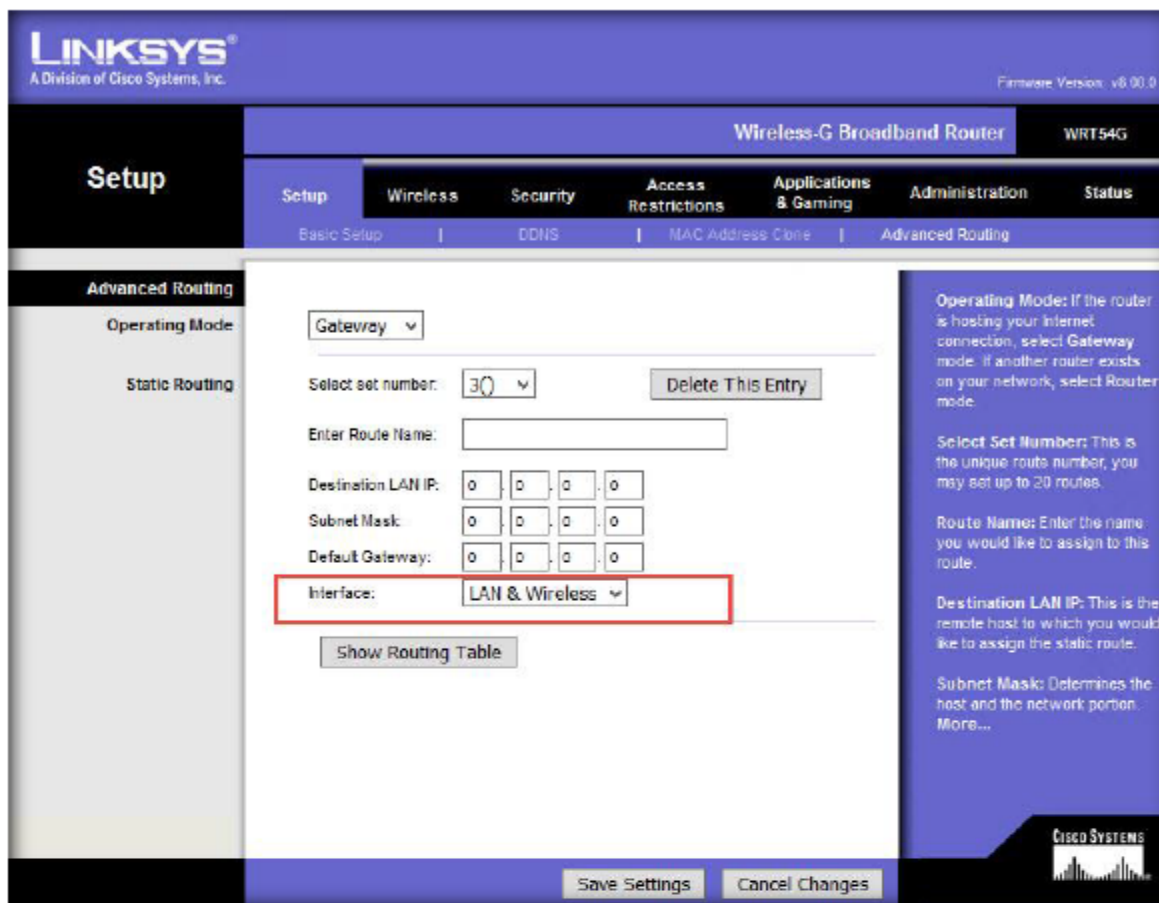 LINKSYS®
A Division of Cisco Systems, Inc.
Firmware Version: v8.00.0
Wireless-G Broadband Router WRT54G
Setup
Setup Wireless Security Access Restrictions Applications & Gaming Administration Status
Basic Setup | DDNS | MAC Address Clone | Advanced Routing
Advanced Routing
Operating Mode
Gateway
Static Routing
Select set number: 3() Delete This Entry
Enter Route Name:
Destination LAN IP: 0 . 0 . 0 . 0
Subnet Mask: 0 . 0 . 0 . 0
Default Gateway: 0 . 0 . 0 . 0
Interface: LAN & Wireless
Show Routing Table
Operating Mode: If the router
is hosting your Internet
connection, select Gateway
mode. If another router exists
on your network, select Router
mode.
Select Set Number: This is
the unique route number, you
may set up to 20 routes.
Route Name: Enter the name
you would like to assign to this
route.
Destination LAN IP: This is the
remote host to which you would
like to assign the static route.
Subnet Mask: Determines the
host and the network portion.
More...
CISCO SYSTEMS
Save Settings Cancel Changes